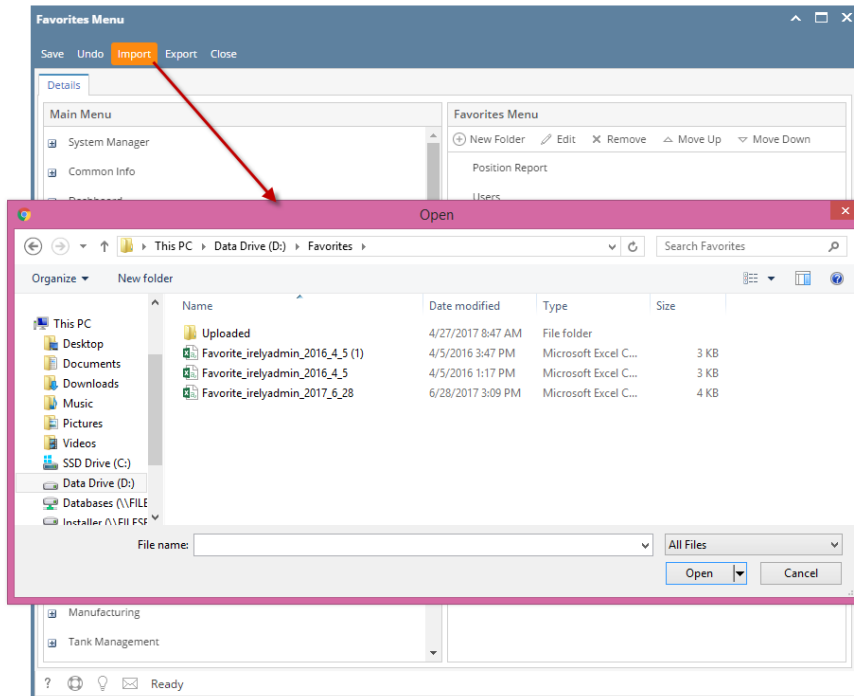 Favorites Menu
Save Undo Import Export Close
Details
Main Menu
Favorites Menu
System Manager
New Folder Edit Remove Move Up Move Down
Common Info
Position Report
Dashboard
Users
Open
This PC Data Drive (D:) Favorites
Search Favorites
Organize New folder
Name Date modified Type Size
This PC
Desktop
Documents
Downloads
Music
Pictures
Videos
SSD Drive (C:)
Data Drive (D:)
Databases (\\FILE
Installer (\\FILESE
Uploaded 4/27/2017 8:47 AM File folder
Favorite_irelyadmin_2016_4_5 (1) 4/5/2016 3:47 PM Microsoft Excel C... 3 KB
Favorite_irelyadmin_2016_4_5 4/5/2016 1:17 PM Microsoft Excel C... 3 KB
Favorite_irelyadmin_2017_6_28 6/28/2017 3:09 PM Microsoft Excel C... 4 KB
File name:
All Files
Open Cancel
Manufacturing
Tank Management
? Ready